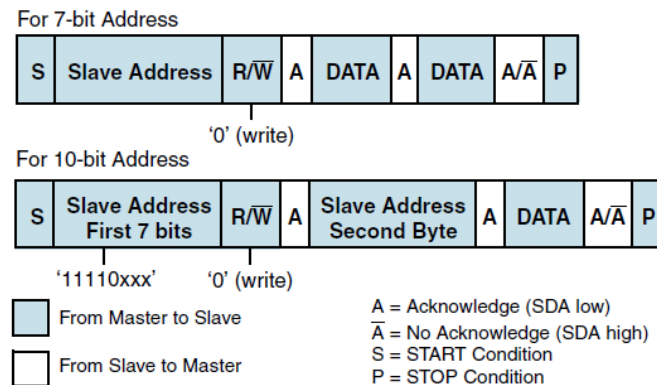 For 7-bit Address
S Slave Address R/W̅ A DATA A DATA A/A̅ P
‘0’ (write)
For 10-bit Address
S Slave Address First 7 bits R/W̅ A Slave Address Second Byte A DATA A/A̅ P
‘11110xxx’ ‘0’ (write)
From Master to Slave
From Slave to Master
A = Acknowledge (SDA low)
A̅ = No Acknowledge (SDA high)
S = START Condition
P = STOP Condition